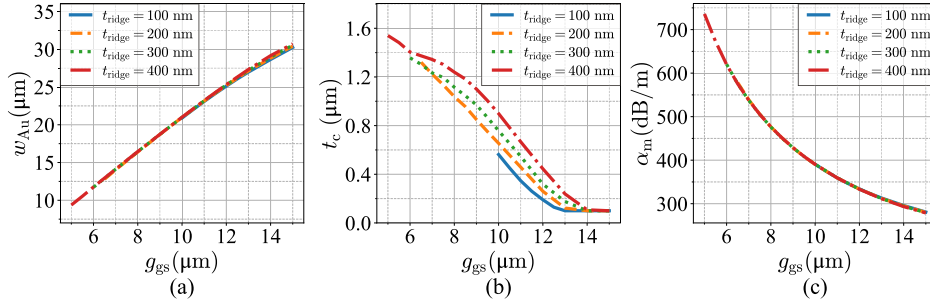 t_ridge = 100 nm
t_ridge = 200 nm
t_ridge = 300 nm
t_ridge = 400 nm
w_Au (μm)
35
30
25
20
15
10
6 8 10 12 14
g_gs (μm)
(a)
t_ridge = 100 nm
t_ridge = 200 nm
t_ridge = 300 nm
t_ridge = 400 nm
t_c (μm)
1.6
1.2
0.8
0.4
0.0
6 8 10 12 14
g_gs (μm)
(b)
t_ridge = 100 nm
t_ridge = 200 nm
t_ridge = 300 nm
t_ridge = 400 nm
α_m (dB/m)
700
600
500
400
300
6 8 10 12 14
g_gs (μm)
(c)